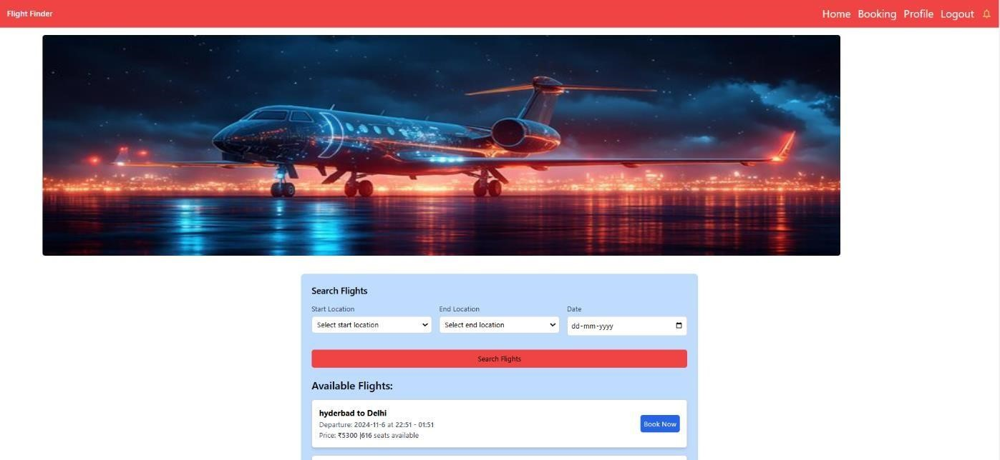 Flight Finder
Home Booking Profile Logout
Search Flights
Start Location End Location Date
Select start location Select end location dd-mm-yyyy
Search Flights
Available Flights:
hyderbad to Delhi
Departure: 2024-11-6 at 22:51 - 01:51
Book Now
Price: ₹5300 |616 seats available